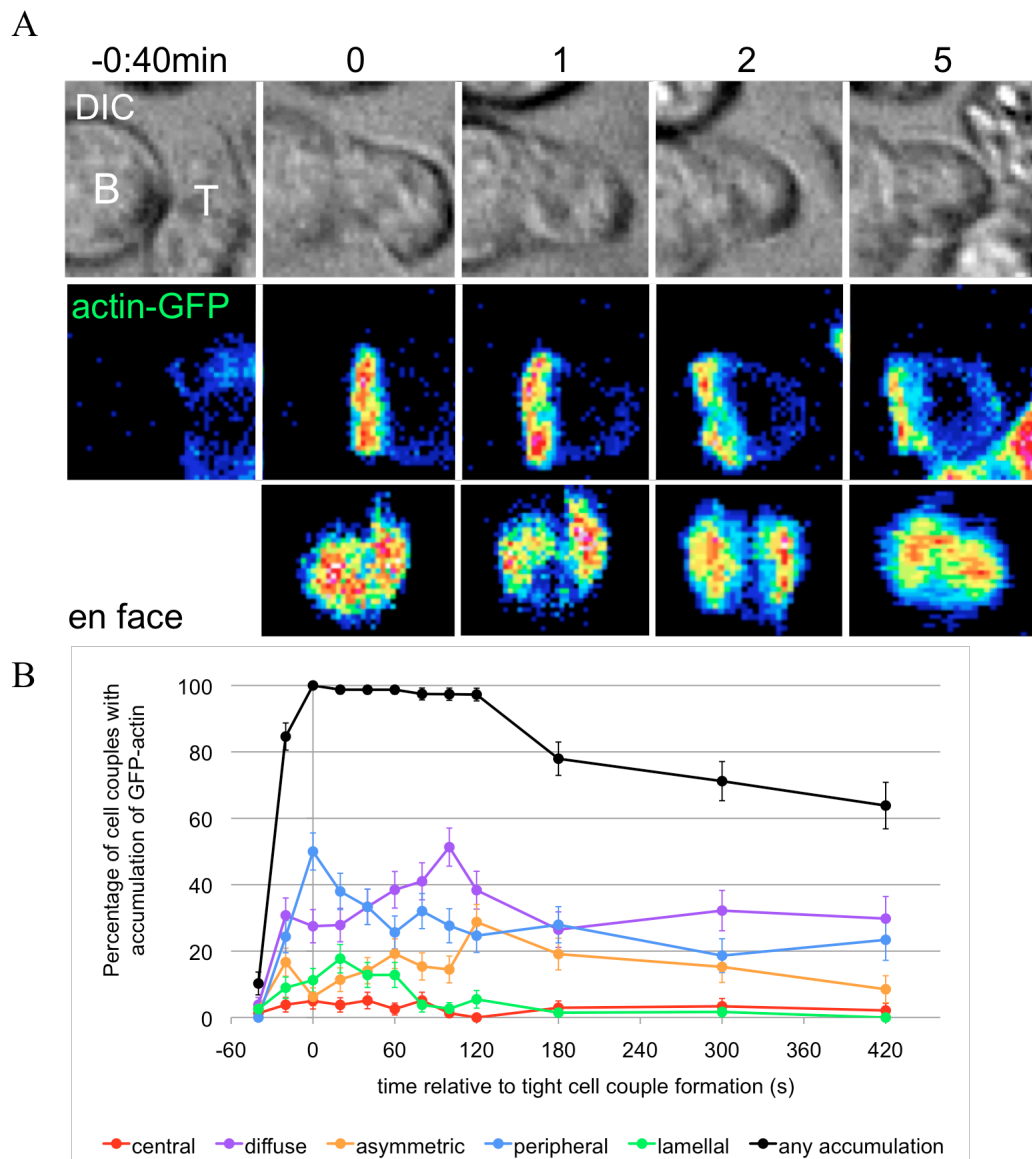 A
-0:40min 0 1 2 5
DIC
B T
actin-GFP
en face
B
Percentage of cell couples with
accumulation of GFP-actin
100
80
60
40
20
0
-60 0 60 120 180 240 300 360 420
time relative to tight cell couple formation (s)
central diffuse asymmetric peripheral lamellal any accumulation